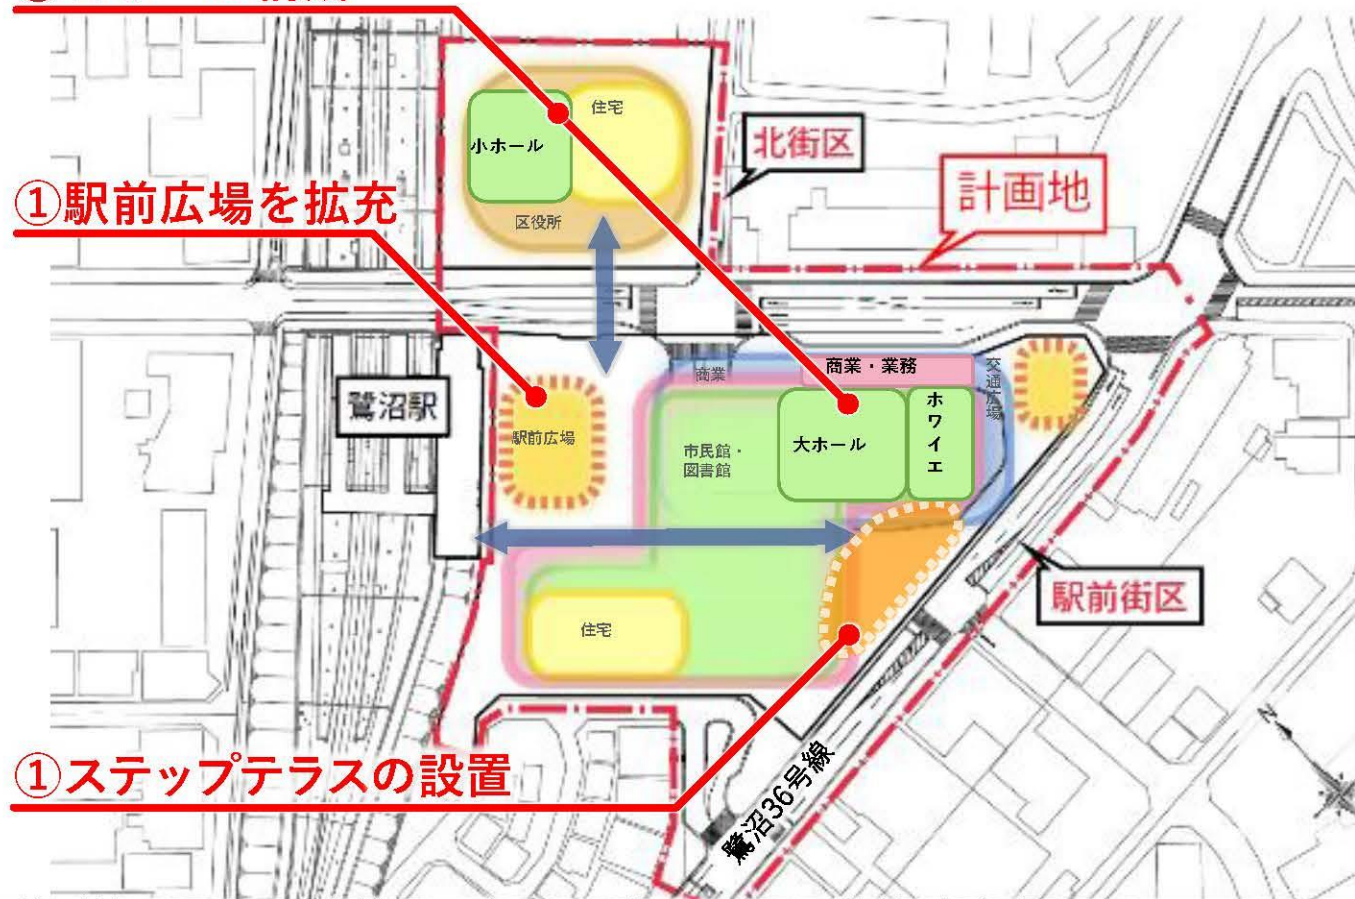 住宅
小ホール
区役所
北街区
計画地
①駅前広場を拡充
鷺沼駅
駅前広場
商業
商業・業務
交通広場
ホワイエ
大ホール
市民館・
図書館
駅前街区
住宅
①ステップテラスの設置
鷺沼36号線
N